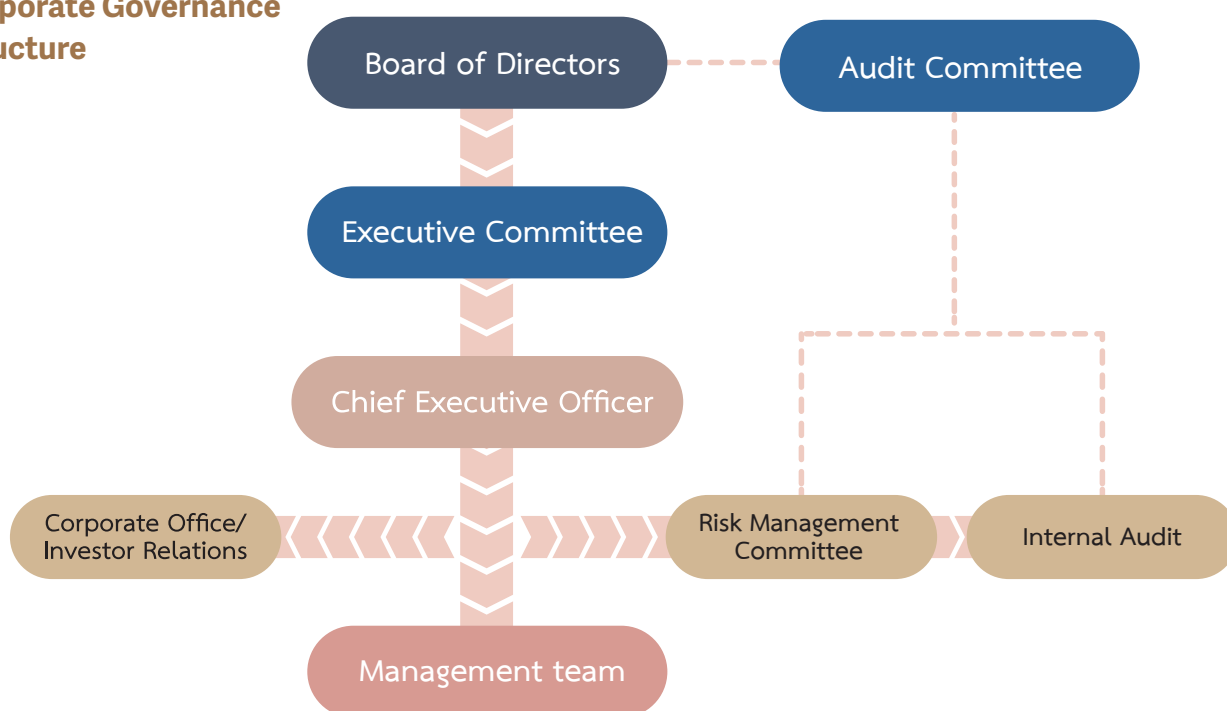 porate Governance
ucture
Board of Directors
Audit Committee
Executive Committee
Chief Executive Officer
Corporate Office/
Investor Relations
Risk Management
Committee
Internal Audit
Management team